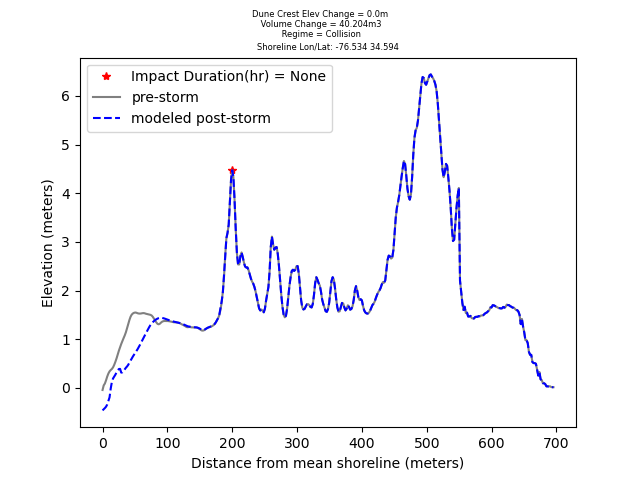 Dune Crest Elev Change = 0.0m
Volume Change = 40.204m3
Regime = Collision
Shoreline Lon/Lat: -76.534 34.594
Impact Duration(hr) = None
pre-storm
modeled post-storm
Elevation (meters)
6
5
4
3
2
1
0
0 100 200 300 400 500 600 700
Distance from mean shoreline (meters)